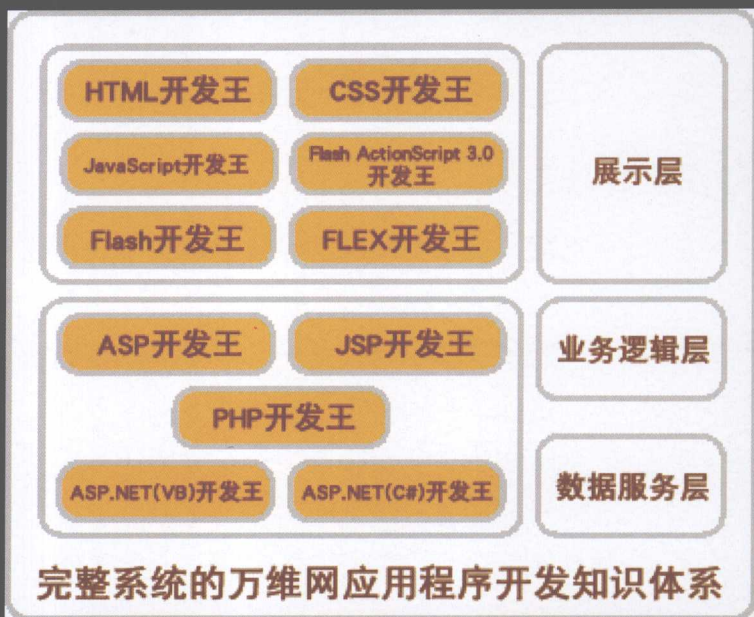 HTML开发王
CSS开发王
JavaScript开发王
Flash ActionScript 3.0
开发王
Flash开发王
FLEX开发王
展示层
ASP开发王
JSP开发王
PHP开发王
ASP.NET(VB)开发王
ASP.NET(C#)开发王
业务逻辑层
数据服务层
完整系统的万维网应用程序开发知识体系